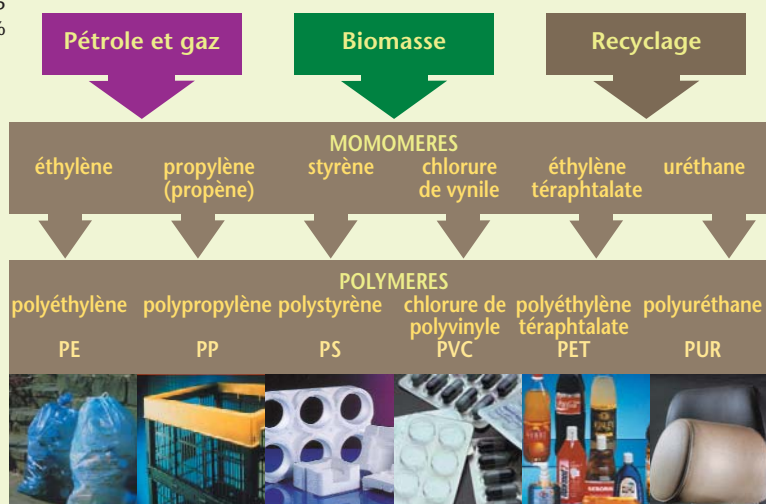 %
Pétrole et gaz
Biomasse
Recyclage
MOMOMERES
éthylène
propylène
(propène)
styrène
chlorure
de vynile
éthylène
téraphtalate
uréthane
POLYMERES
polyéthylène
PE
polypropylène
PP
polystyrène
PS
chlorure de
polyvinyle
PVC
polyéthylène
téraphtalate
PET
polyuréthane
PUR